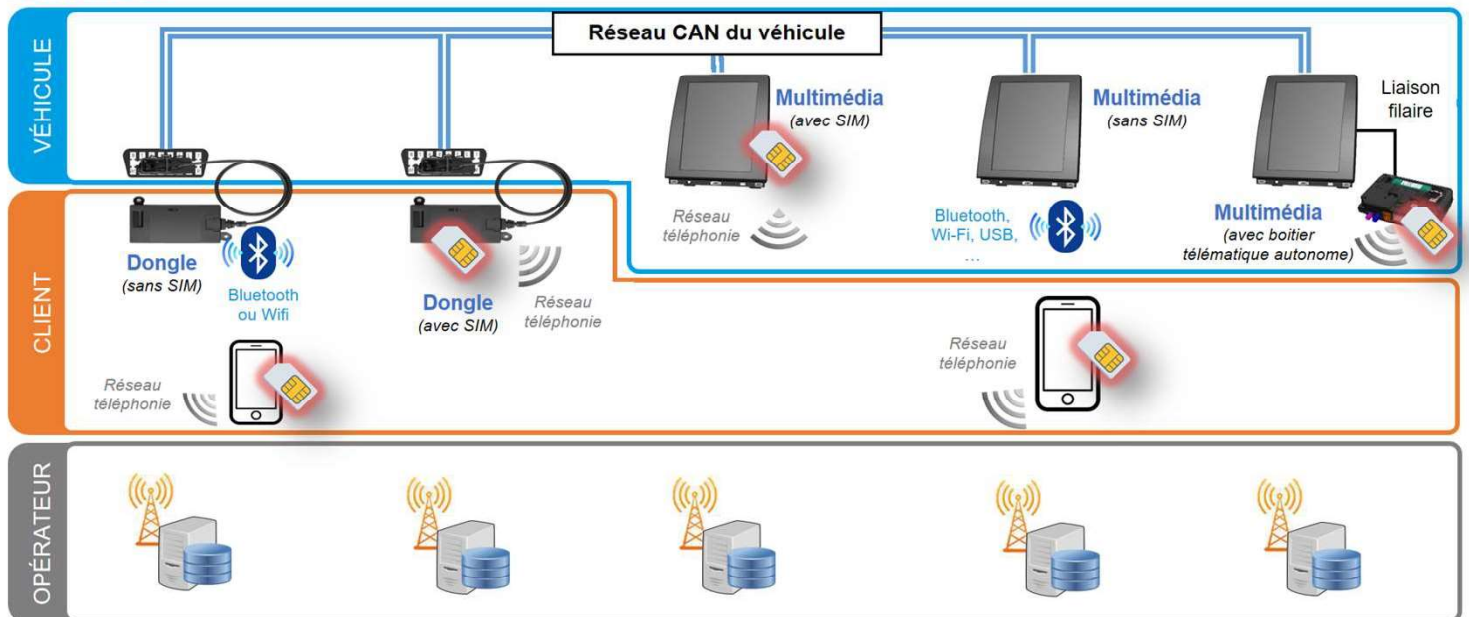 Réseau CAN du véhicule
VÉHICULE
Multimédia
(avec SIM)
Réseau
téléphonie
Multimédia
(sans SIM)
Bluetooth,
Wi-Fi, USB,
...
Liaison
filaire
Multimédia
(avec boitier
télématique autonome)
CLIENT
Dongle
(sans SIM)
Bluetooth
ou Wifi
Réseau
téléphonie
Dongle
(avec SIM)
Réseau
téléphonie
Réseau
téléphonie
OPÉRATEUR